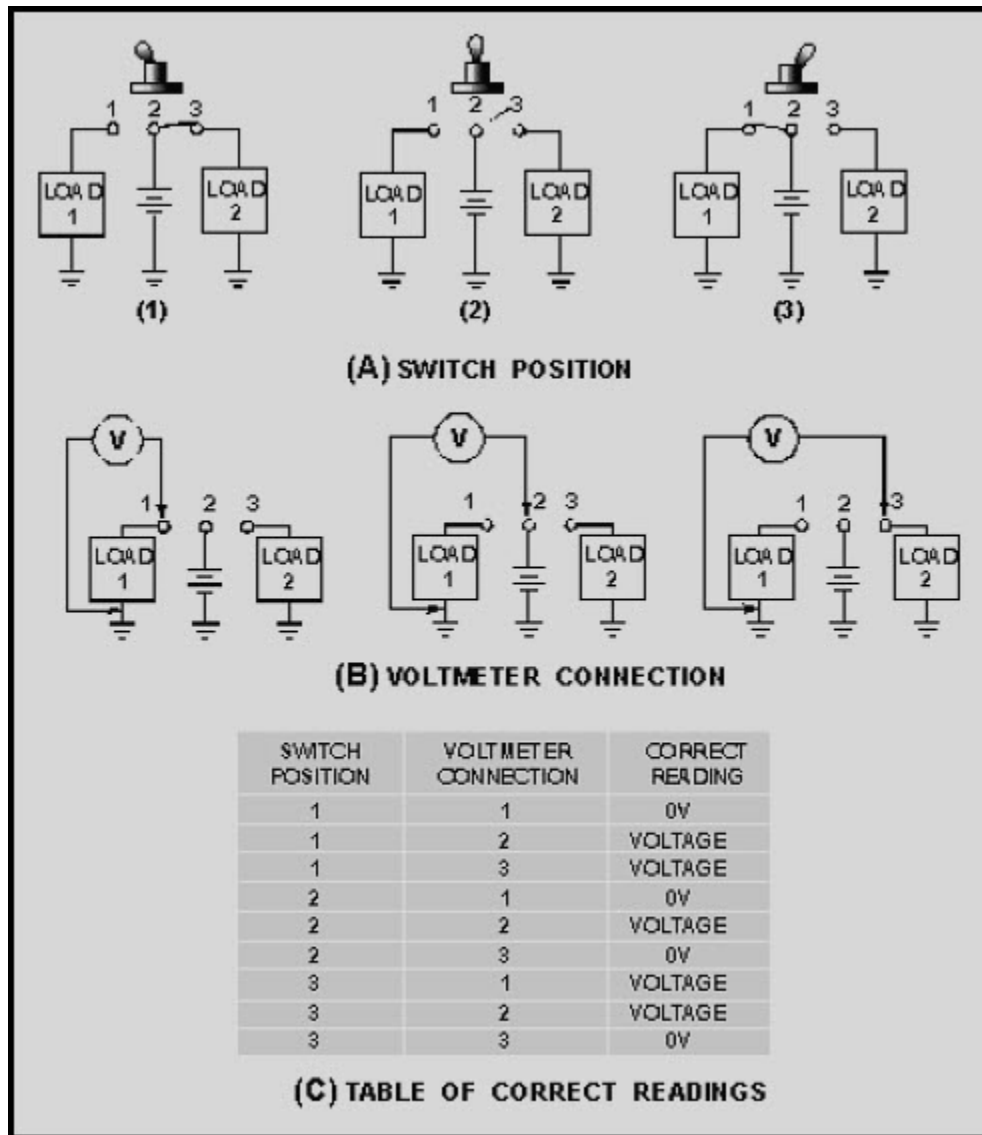 1 2 3
LOAD
1
LOAD
2
(1)
1 2 3
LOAD
1
LOAD
2
(2)
1 2 3
LOAD
1
LOAD
2
(3)
(A) SWITCH POSITION
V
1 2 3
LOAD
1
LOAD
2
V
1 2 3
LOAD
1
LOAD
2
V
1 2 3
LOAD
1
LOAD
2
(B) VOLTMETER CONNECTION
SWITCH POSITION VOLTMETER CONNECTION CORRECT READING
1 1 0V
1 2 VOLTAGE
1 3 VOLTAGE
2 1 0V
2 2 VOLTAGE
2 3 0V
3 1 VOLTAGE
3 2 VOLTAGE
3 3 0V
(C) TABLE OF CORRECT READINGS